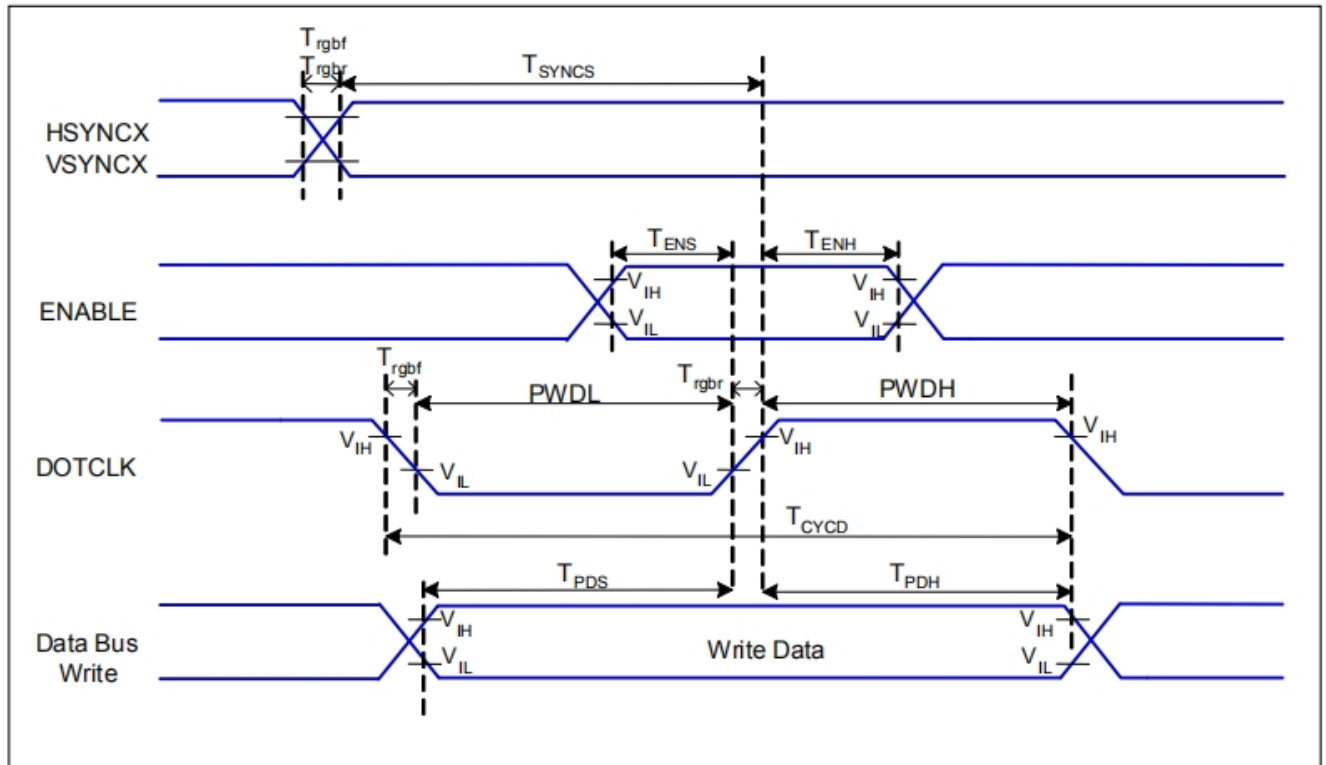 Trgbf
Trgbr
TSYNCS
HSYNCX
VSYNCX
TENS
TENH
VIH
VIH
ENABLE
VIL
VIL
Trgbf
Trgbr
PWDL
PWDH
VIH
VIH
VIH
DOTCLK
VIL
VIL
TCYCD
TPDS
TPDH
VIH
VIH
Data Bus
Write
Write Data
VIL
VIL